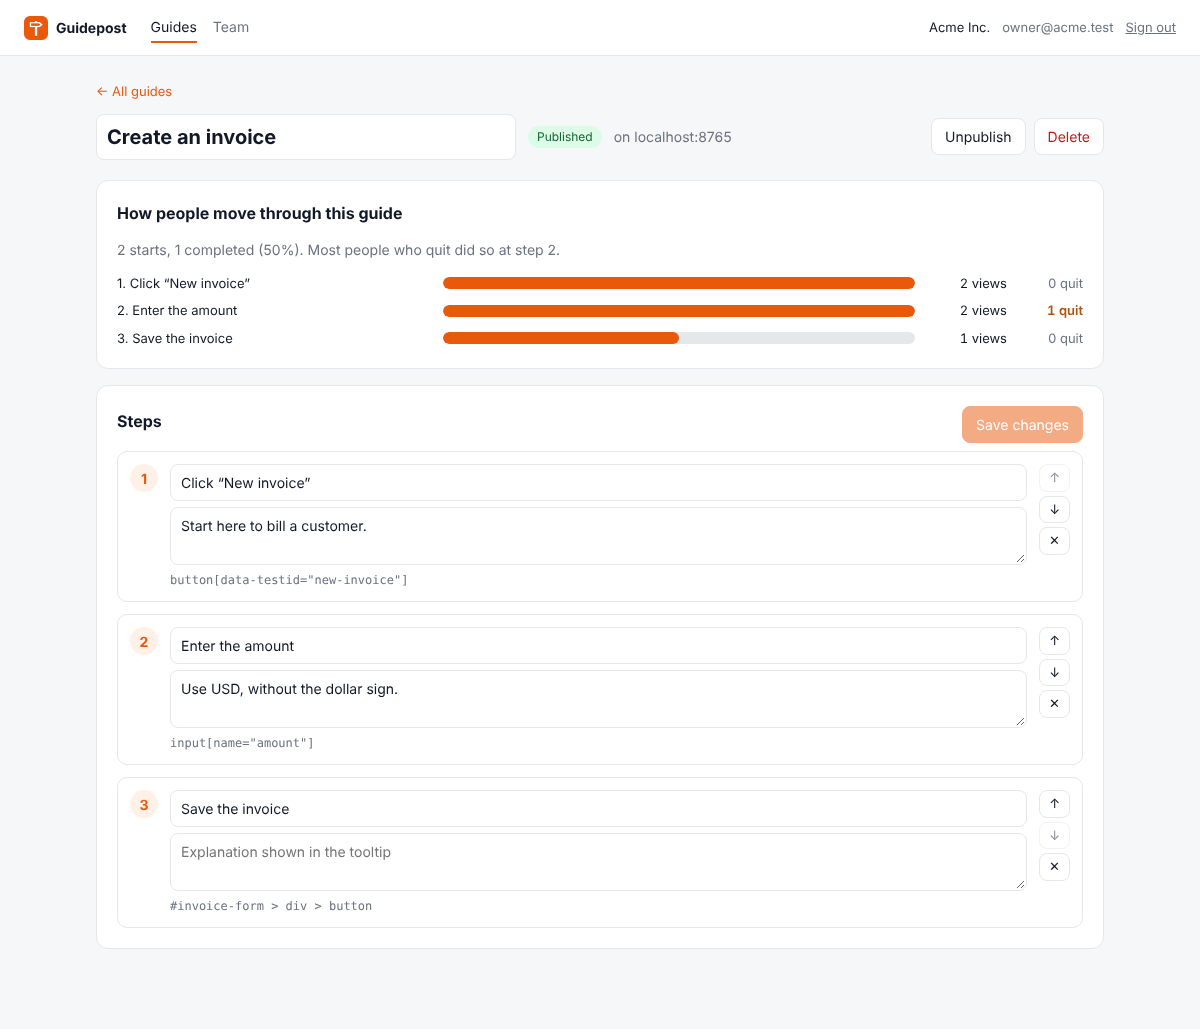 Guidepost Guides Team Acme Inc. owner@acme.test Sign out
← All guides
Create an invoice Published on localhost:8765 Unpublish Delete
How people move through this guide
2 starts, 1 completed (50%). Most people who quit did so at step 2.
1. Click “New invoice” 2 views 0 quit
2. Enter the amount 2 views 1 quit
3. Save the invoice 1 views 0 quit
Steps Save changes
1 Click “New invoice” ↑
Start here to bill a customer. ↓
✕
button[data-testid="new-invoice"]
2 Enter the amount ↑
Use USD, without the dollar sign. ↓
✕
input[name="amount"]
3 Save the invoice ↑
Explanation shown in the tooltip ↓
✕
#invoice-form > div > button